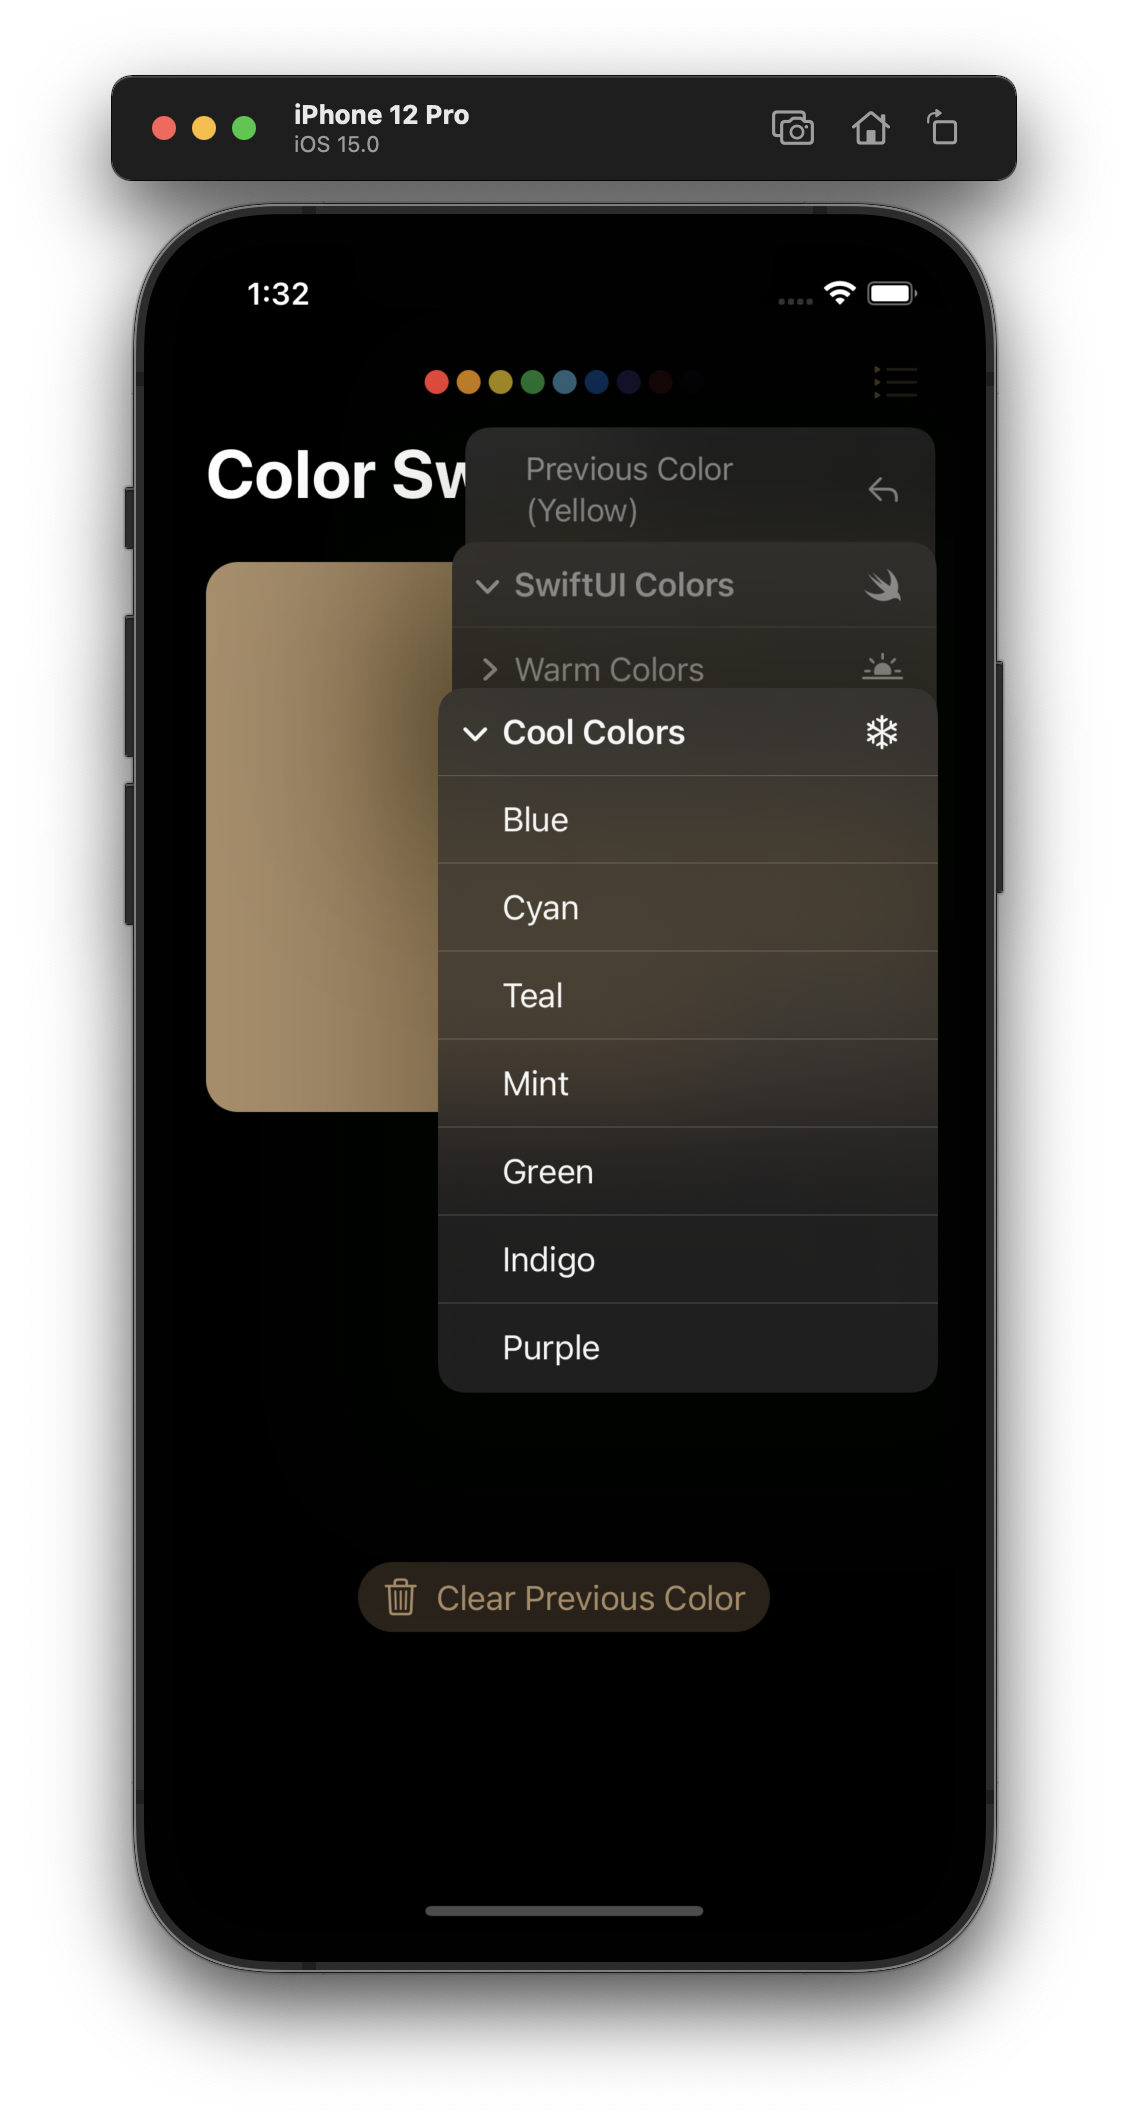 iPhone 12 Pro
iOS 15.0
1:32
Color Sw
Previous Color
(Yellow)
SwiftUI Colors
Warm Colors
Cool Colors
Blue
Cyan
Teal
Mint
Green
Indigo
Purple
Clear Previous Color